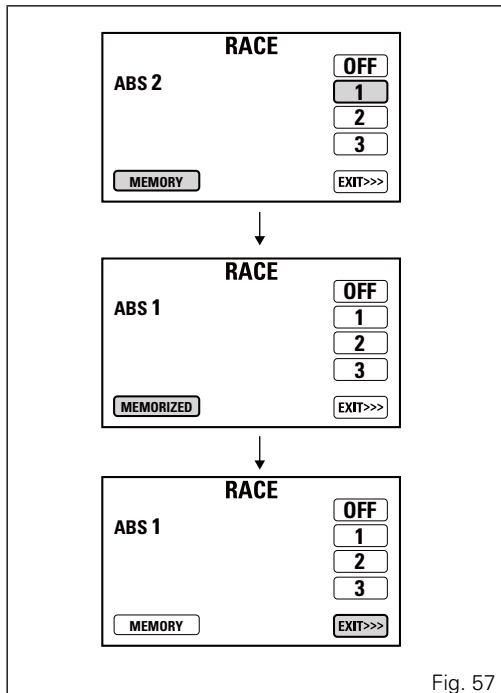 RACE
ABS 2
OFF
1
2
3
MEMORY
EXIT>>>
RACE
ABS 1
OFF
1
2
3
MEMORIZED
EXIT>>>
RACE
ABS 1
OFF
1
2
3
MEMORY
EXIT>>>
Fig. 57